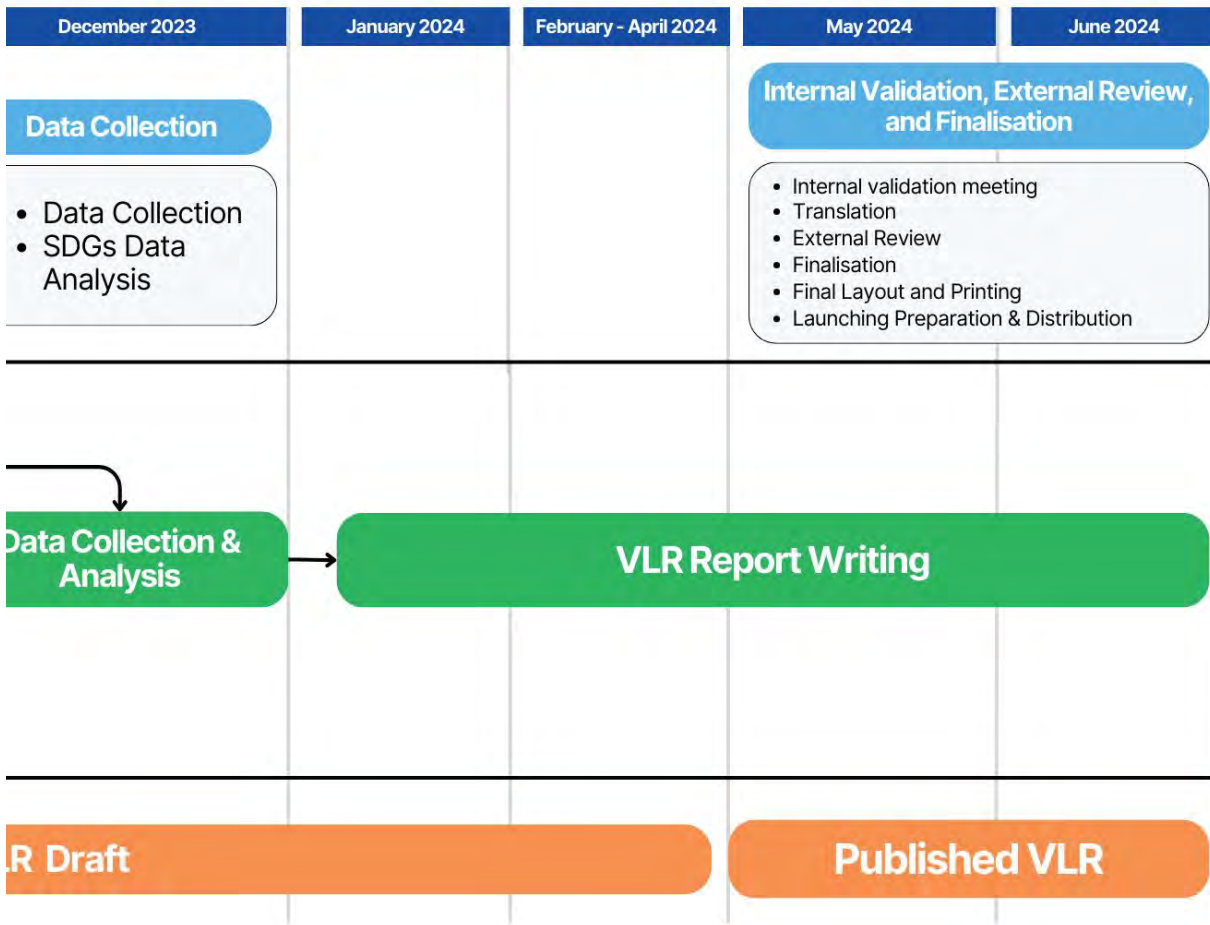 December 2023
January 2024
February - April 2024
May 2024
June 2024
Data Collection
• Data Collection
• SDGs Data
Analysis
Internal Validation, External Review,
and Finalisation
• Internal validation meeting
• Translation
• External Review
• Finalisation
• Final Layout and Printing
• Launching Preparation & Distribution
Data Collection &
Analysis
VLR Report Writing
LR Draft
Published VLR